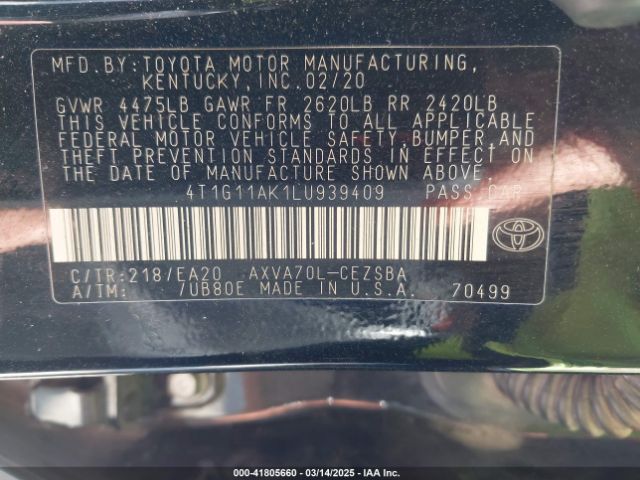 MFD.BY:TOYOTA MOTOR MANUFACTURING,
KENTUCKY,INC.02/20
GVWR 4475LB GAWR FR 2620LB RR 2420LB
THIS VEHICLE CONFORMS TO ALL APPLICABLE
FEDERAL MOTOR VEHICLE SAFETY,BUMPER,AND
THEFT PREVENTION STANDARDS IN EFFECT ON
THE DATE OF MANUFACTURE SHOWN ABOVE.
4T1G11AK1LU939409 PASS CAR
C/TR:218/EA20 AXVA70L-CEZSBA
A/TM: 7UB80E MADE IN U.S.A. 70499
000-41805660 - 03/14/2025 - IAA Inc.